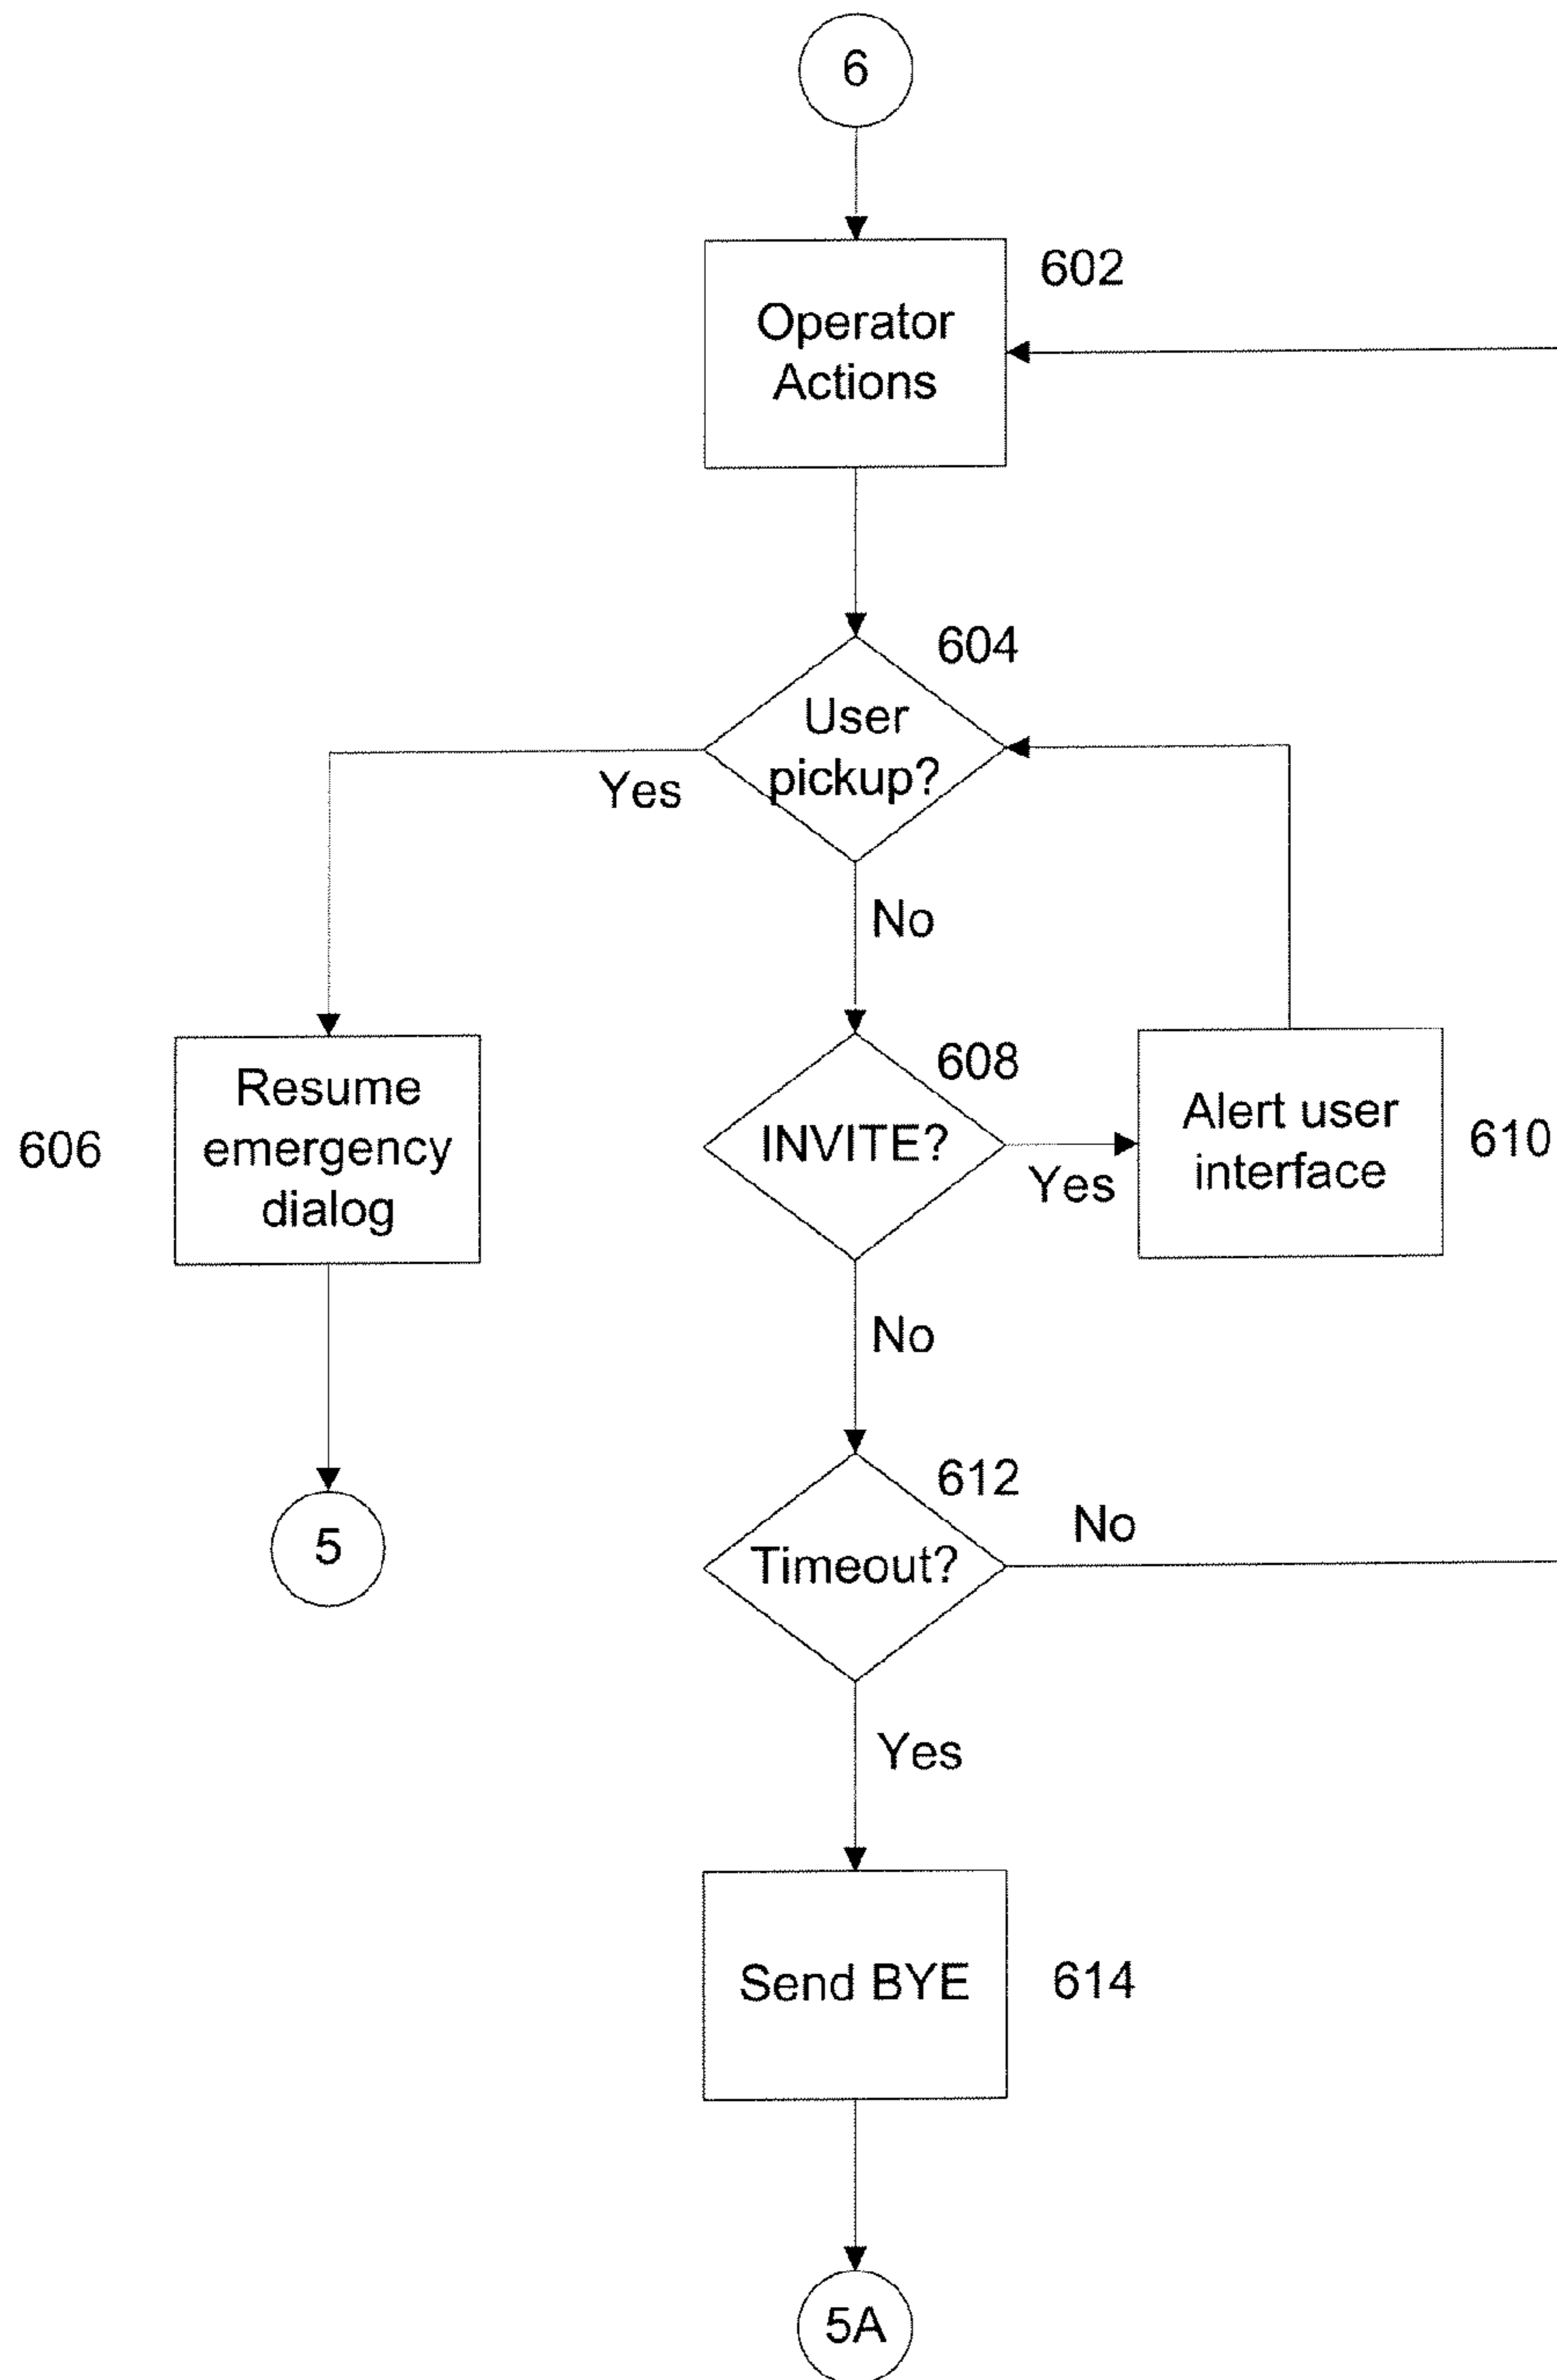 6
602
Operator
Actions
604
User
pickup?
Yes
No
606
Resume
emergency
dialog
608
INVITE?
Yes
Alert user
interface
610
No
5
612
Timeout?
No
Yes
Send BYE
614
5A